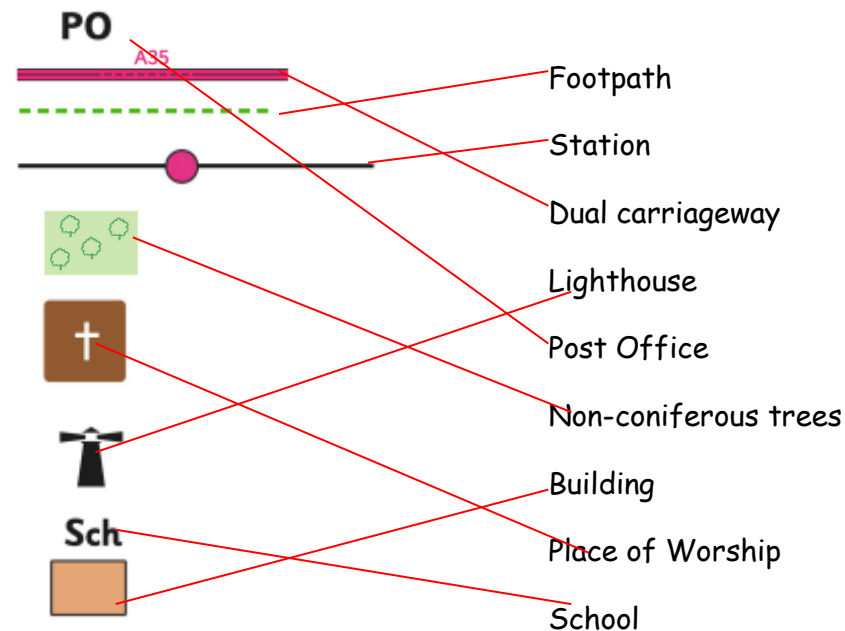 PO
A35
Footpath
Station
Dual carriageway
Lighthouse
Post Office
Non-coniferous trees
Building
Sch
Place of Worship
School